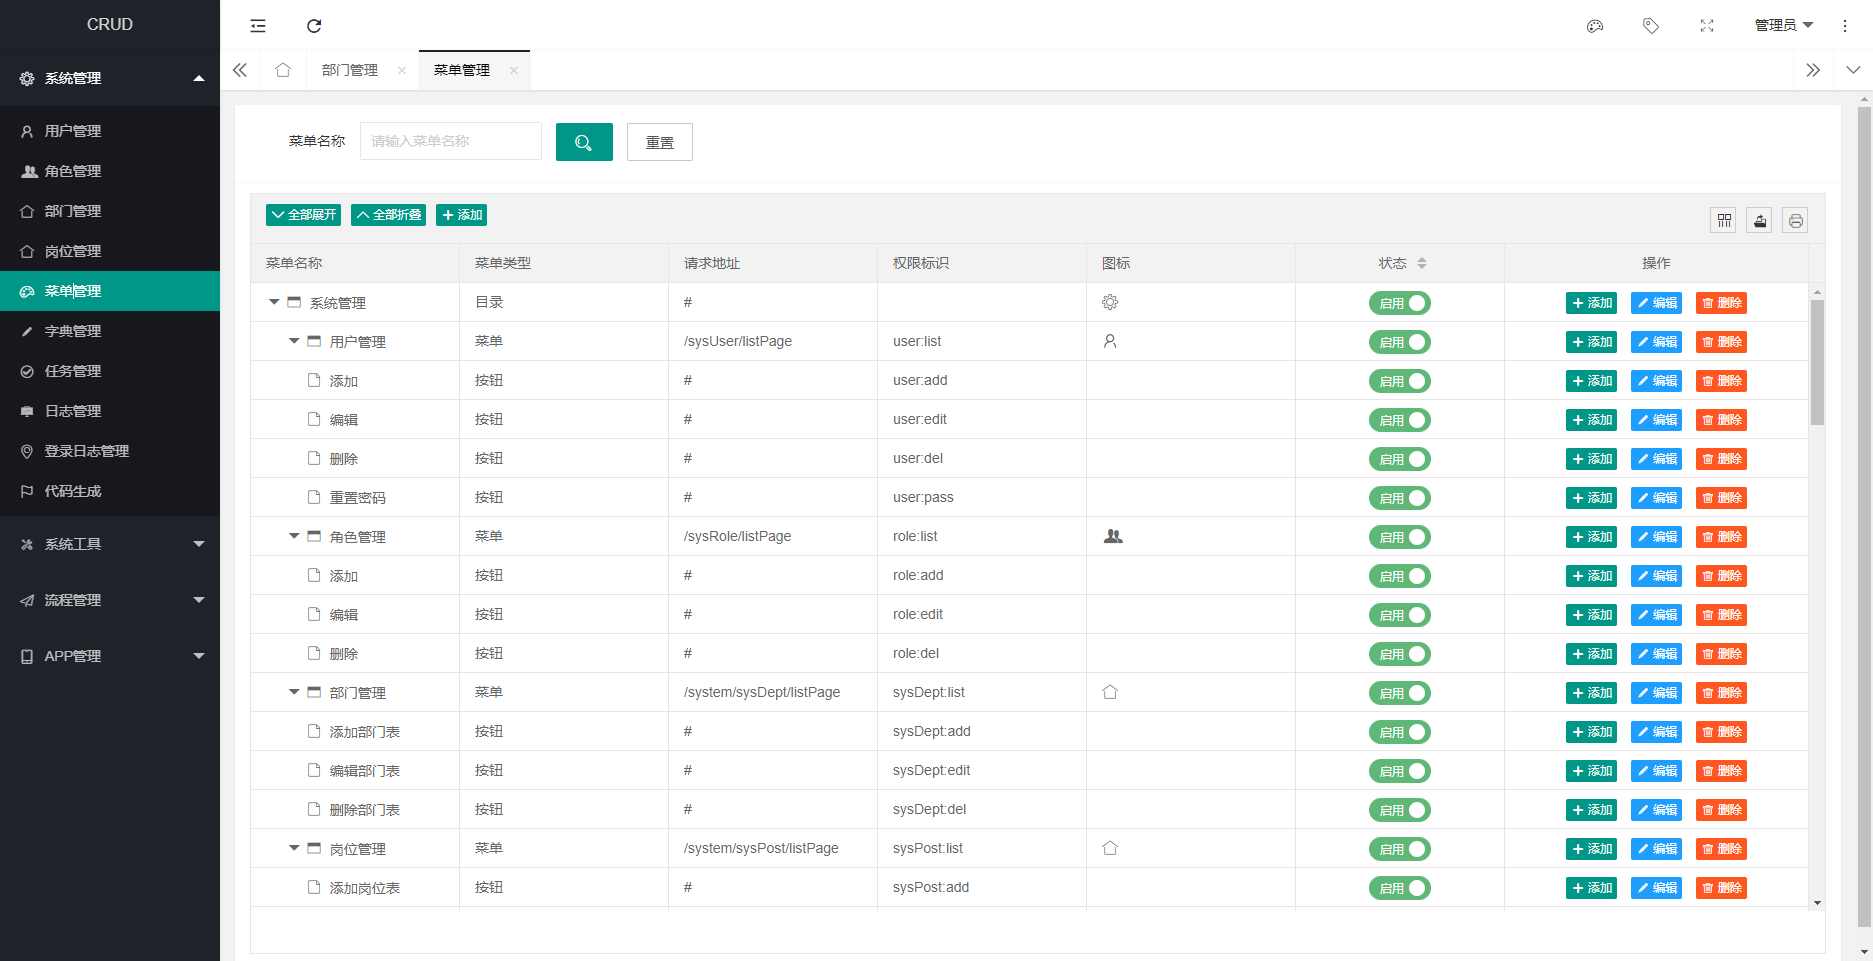 CRUD
管理员
部门管理
菜单管理
系统管理
用户管理
角色管理
部门管理
岗位管理
菜单管理
字典管理
任务管理
日志管理
登录日志管理
代码生成
系统工具
流程管理
APP管理
菜单名称 请输入菜单名称 重置
全部展开 全部折叠 添加
菜单名称 菜单类型 请求地址 权限标识 图标 状态 操作
系统管理 目录 # 启用 添加 编辑 删除
用户管理 菜单 /sysUser/listPage user:list 启用 添加 编辑 删除
添加 按钮 # user:add 启用 添加 编辑 删除
编辑 按钮 # user:edit 启用 添加 编辑 删除
删除 按钮 # user:del 启用 添加 编辑 删除
重置密码 按钮 # user:pass 启用 添加 编辑 删除
角色管理 菜单 /sysRole/listPage role:list 启用 添加 编辑 删除
添加 按钮 # role:add 启用 添加 编辑 删除
编辑 按钮 # role:edit 启用 添加 编辑 删除
删除 按钮 # role:del 启用 添加 编辑 删除
部门管理 菜单 /system/sysDept/listPage sysDept:list 启用 添加 编辑 删除
添加部门表 按钮 # sysDept:add 启用 添加 编辑 删除
编辑部门表 按钮 # sysDept:edit 启用 添加 编辑 删除
删除部门表 按钮 # sysDept:del 启用 添加 编辑 删除
岗位管理 菜单 /system/sysPost/listPage sysPost:list 启用 添加 编辑 删除
添加岗位表 按钮 # sysPost:add 启用 添加 编辑 删除